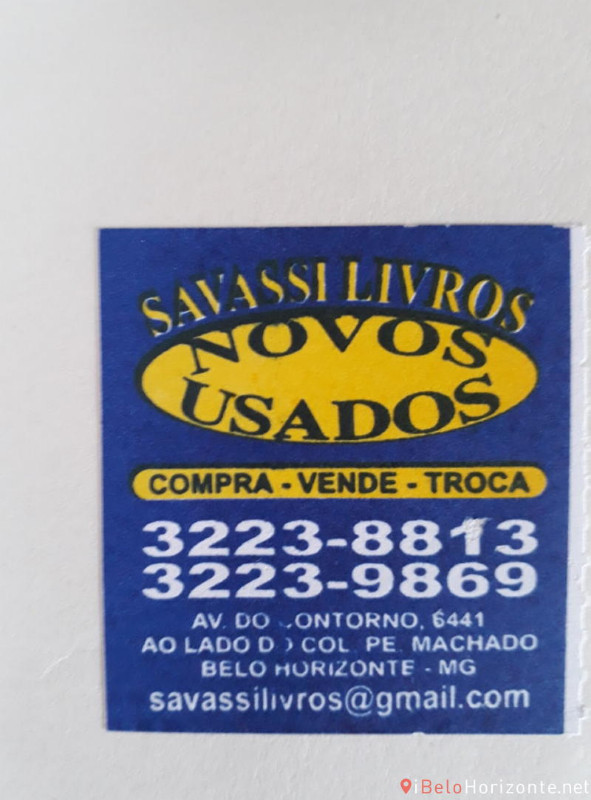 SAVASSI LIVROS
NOVOS
USADOS
COMPRA - VENDE - TROCA
3223-8813
3223-9869
AV. DO CONTORNO, 6441
AO LADO DO COL. PE. MACHADO
BELO HORIZONTE - MG
savassilivros@gmail.com
iBeloHorizonte.net